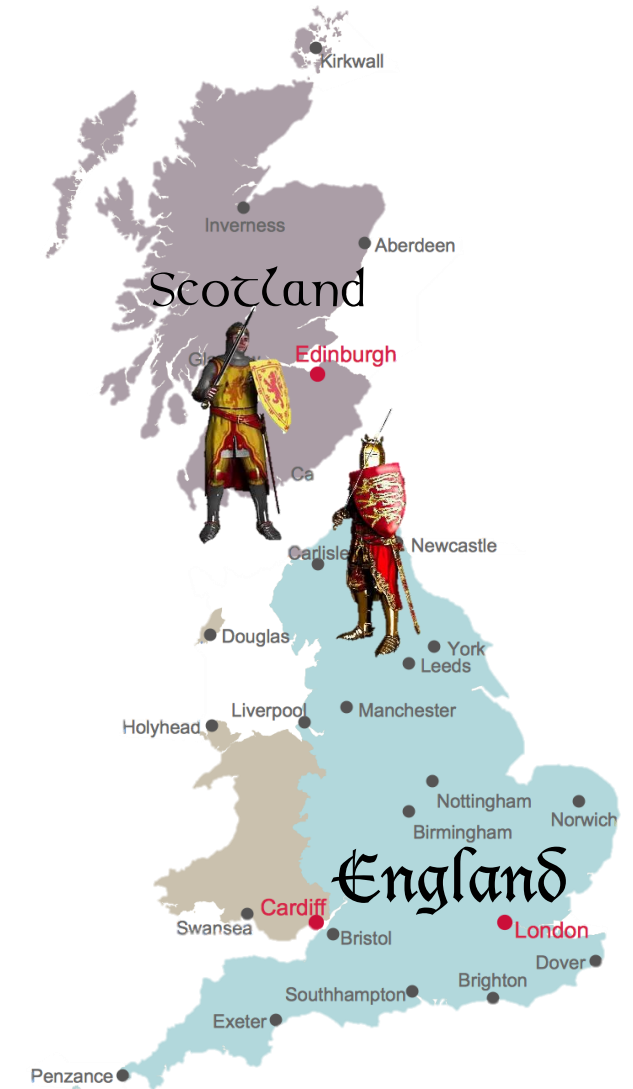 Kirkwall
Inverness
Aberdeen
Scotland
Edinburgh
Ca
Newcastle
Carlisle
Douglas
York
Leeds
Liverpool
Manchester
Holyhead
Nottingham
Norwich
Birmingham
England
Cardiff
Swansea
London
Bristol
Dover
Brighton
Southhampton
Exeter
Penzance